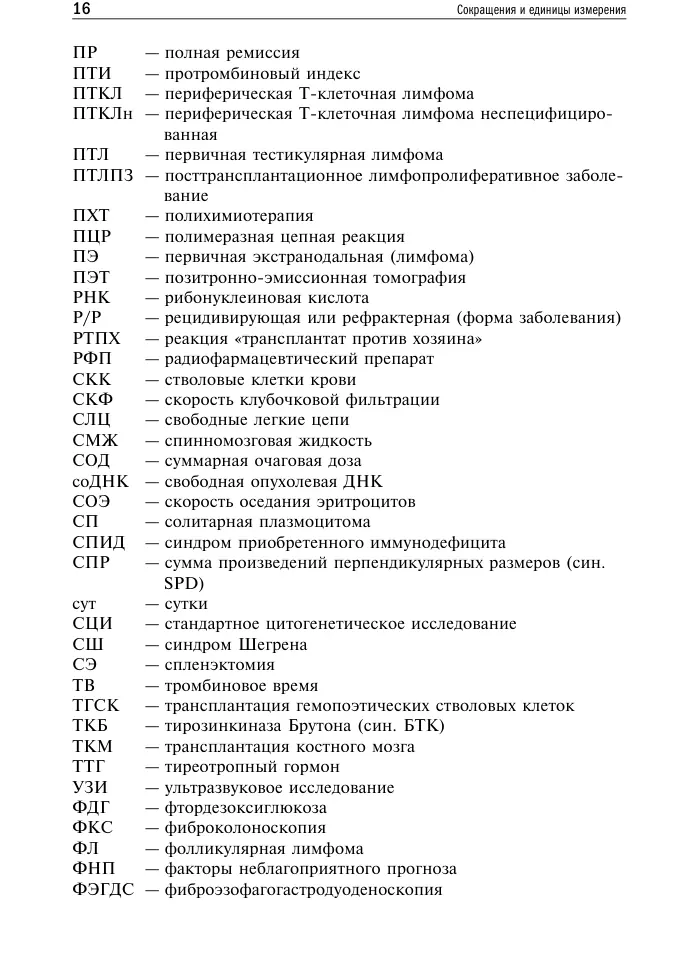 16 Сокращения и единицы измерения
ПР — полная ремиссия
ПТИ — протромбиновый индекс
ПТКЛ — периферическая Т-клеточная лимфома
ПТКЛн — периферическая Т-клеточная лимфома неспецифициро-
ванная
ПТЛ — первичная тестикулярная лимфома
ПТЛПЗ — посттрансплантационное лимфопролиферативное заболе-
вание
ПХТ — полихимиотерапия
ПЦР — полимеразная цепная реакция
ПЭ — первичная экстранодальная (лимфома)
ПЭТ — позитронно-эмиссионная томография
РНК — рибонуклеиновая кислота
Р/Р — рецидивирующая или рефрактерная (форма заболевания)
РТПХ — реакция «трансплантат против хозяина»
РФП — радиофармацевтический препарат
СКК — стволовые клетки крови
СКФ — скорость клубочковой фильтрации
СЛЦ — свободные легкие цепи
СМЖ — спинномозговая жидкость
СОД — суммарная очаговая доза
соДНК — свободная опухолевая ДНК
СОЭ — скорость оседания эритроцитов
СП — солитарная плазмоцитома
СПИД — синдром приобретенного иммунодефицита
СПР — сумма произведений перпендикулярных размеров (син.
SPD)
сут — сутки
СЦИ — стандартное цитогенетическое исследование
СШ — синдром Шегрена
СЭ — спленэктомия
ТВ — тромбиновое время
ТГСК — трансплантация гемопоэтических стволовых клеток
ТКБ — тирозинкиназа Брутона (син. БТК)
ТКМ — трансплантация костного мозга
ТТГ — тиреотропный гормон
УЗИ — ультразвуковое исследование
ФДГ — фтордезоксиглюкоза
ФКС — фиброколоноскопия
ФЛ — фолликулярная лимфома
ФНП — факторы неблагоприятного прогноза
ФЭГДС — фиброэзофагогастродуоденоскопия